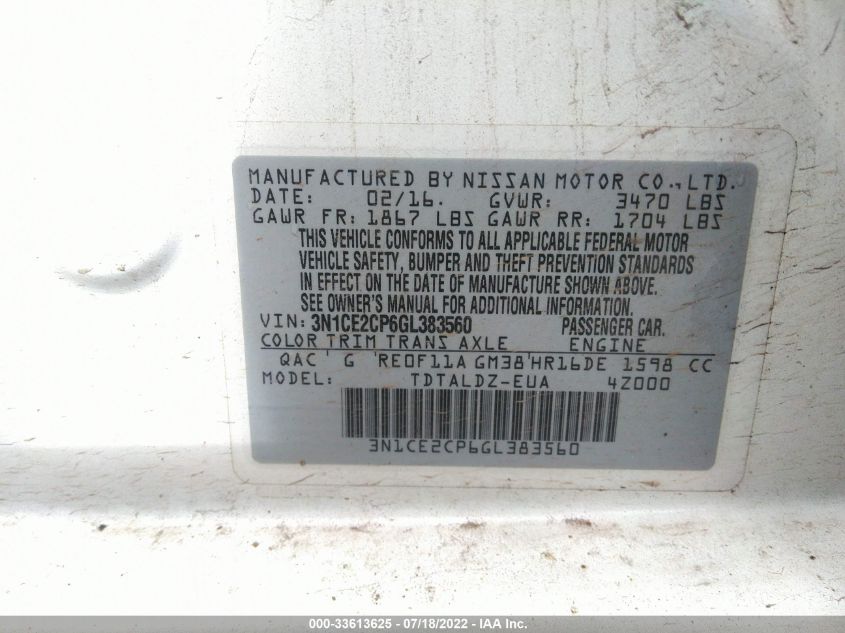 MANUFACTURED BY NISSAN MOTOR CO., LTD.
DATE: 02/16. GVWR: 3470 LBS
GAWR FR: 1867 LBS GAWR RR: 1704 LBS
THIS VEHICLE CONFORMS TO ALL APPLICABLE FEDERAL MOTOR
VEHICLE SAFETY, BUMPER AND THEFT PREVENTION STANDARDS
IN EFFECT ON THE DATE OF MANUFACTURE SHOWN ABOVE.
SEE OWNER'S MANUAL FOR ADDITIONAL INFORMATION.
VIN: 3N1CE2CP6GL383560 PASSENGER CAR.
COLOR TRIM TRANS AXLE ENGINE
QAC G RE0F11A GM38 HR16DE 1598 CC
MODEL: TDTALDZ-EUA 4Z000
3N1CE2CP6GL383560
000-33613625 - 07/18/2022 - IAA Inc.